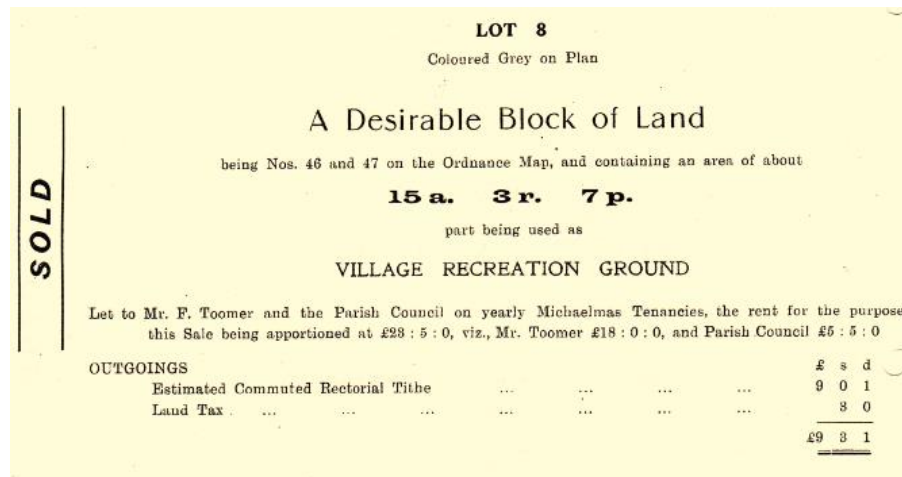 LOT 8
Coloured Grey on Plan
A Desirable Block of Land
being Nos. 46 and 47 on the Ordnance Map, and containing an area of about
15 a. 3 r. 7 p.
part being used as
VILLAGE RECREATION GROUND
SOLD
Let to Mr. F. Toomer and the Parish Council on yearly Michaelmas Tenancies, the rent for the purpose
this Sale being apportioned at £23 : 5 : 0, viz., Mr. Toomer £18 : 0 : 0, and Parish Council £5 : 5 : 0
OUTGOINGS £ s d
Estimated Commuted Rectorial Tithe ... ... ... ... 9 0 1
Land Tax ... ... ... ... ... ... ... 3 0
£9 3 1